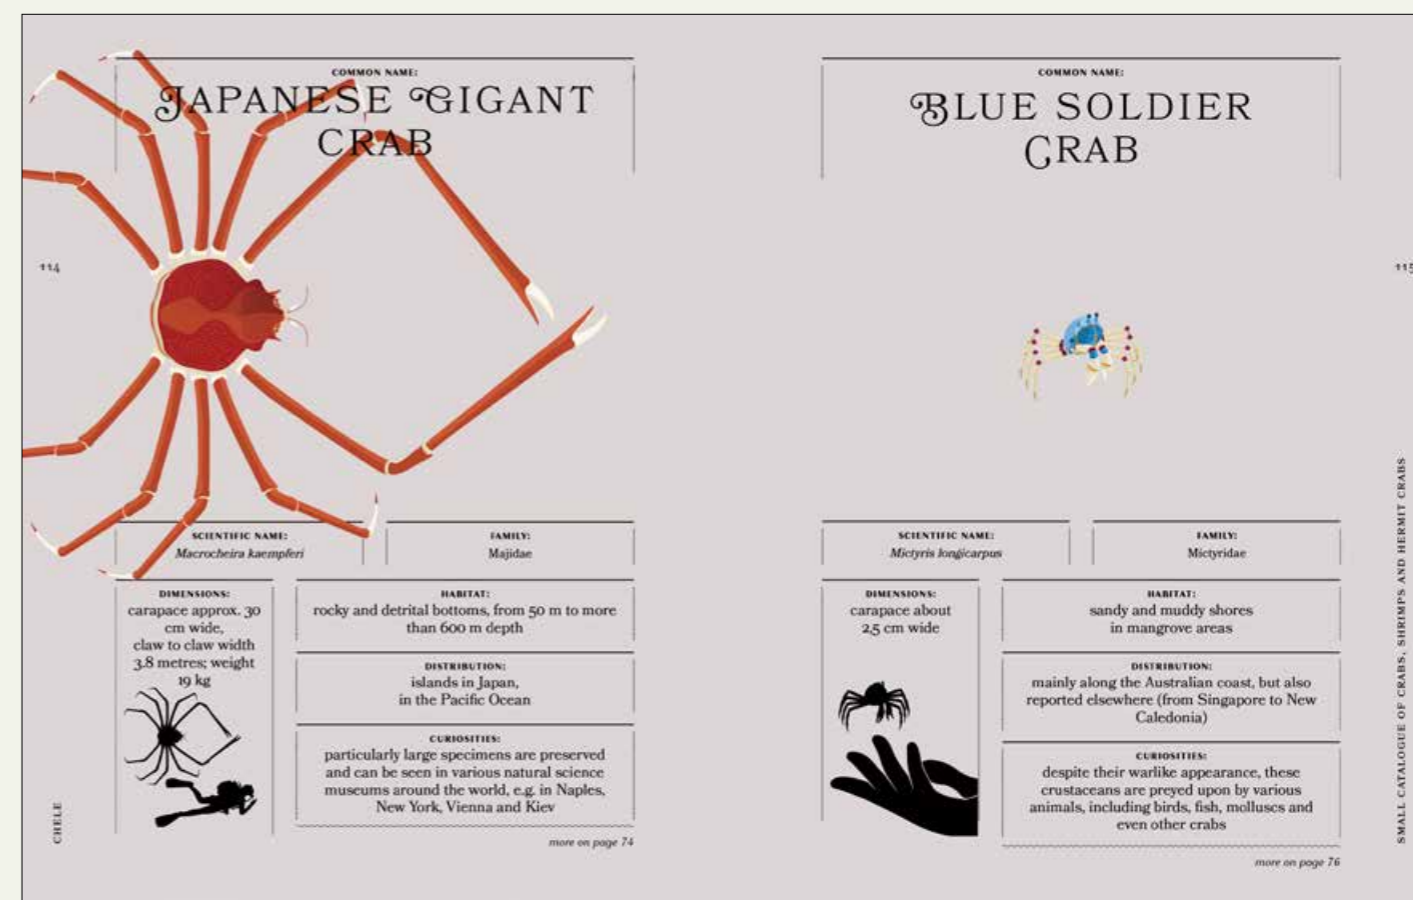 COMMON NAME:
JAPANESE GIGANT
CRAB
114
SCIENTIFIC NAME:
Macrocheira kaempferi
FAMILY:
Majidae
DIMENSIONS:
carapace approx. 30
cm wide,
claw to claw width
3.8 metres; weight
19 kg
HABITAT:
rocky and detrital bottoms, from 50 m to more
than 600 m depth
DISTRIBUTION:
islands in Japan,
in the Pacific Ocean
CURIOSITIES:
particularly large specimens are preserved
and can be seen in various natural science
museums around the world, e.g. in Naples,
New York, Vienna and Kiev
more on page 74
CHELE
COMMON NAME:
BLUE SOLDIER
CRAB
115
SCIENTIFIC NAME:
Mictyris longicarpus
FAMILY:
Mictyridae
DIMENSIONS:
carapace about
2,5 cm wide
HABITAT:
sandy and muddy shores
in mangrove areas
DISTRIBUTION:
mainly along the Australian coast, but also
reported elsewhere (from Singapore to New
Caledonia)
CURIOSITIES:
despite their warlike appearance, these
crustaceans are preyed upon by various
animals, including birds, fish, molluscs and
even other crabs
more on page 76
SMALL CATALOGUE OF CRABS, SHRIMPS AND HERMIT CRABS